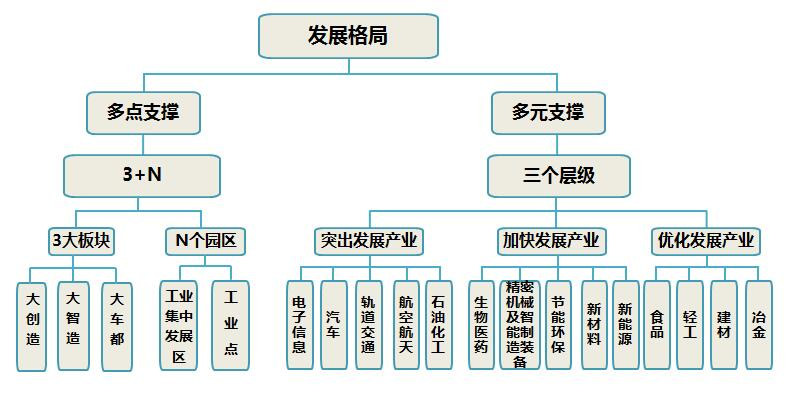 发展格局
多点支撑
多元支撑
3+N
三个层级
3大板块
N个园区
突出发展产业
加快发展产业
优化发展产业
大创造
大智造
大车都
工业
集中
发展
区
工业点
电子信息
汽车
轨道交通
航空航天
石油化工
生物医药
精密
机械
及智
能制
造装
备
节能环保
新材料
新能源
食品
轻工
建材
冶金